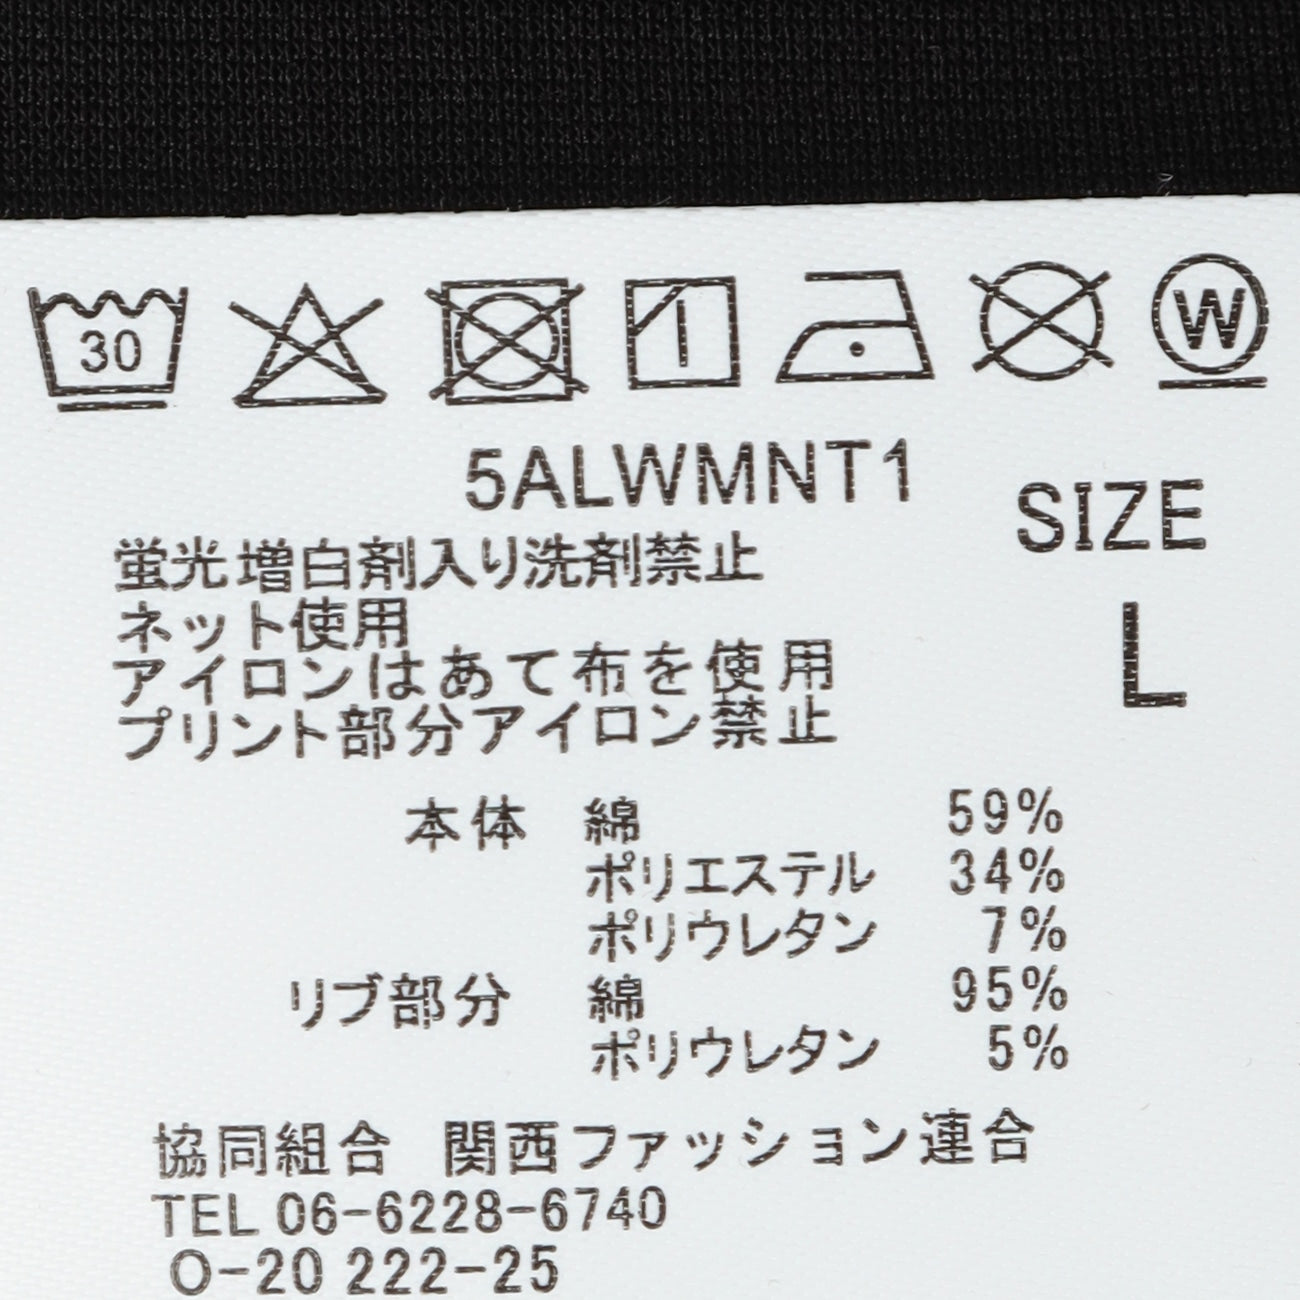 30 W
5ALWMNT1
SIZE
L
蛍光増白剤入り洗剤禁止
ネット使用
アイロンはあて布を使用
プリント部分アイロン禁止
本体 綿 59%
ポリエステル 34%
ポリウレタン 7%
リブ部分 綿 95%
ポリウレタン 5%
協同組合 関西ファッション連合
TEL 06-6228-6740
O-20 222-25